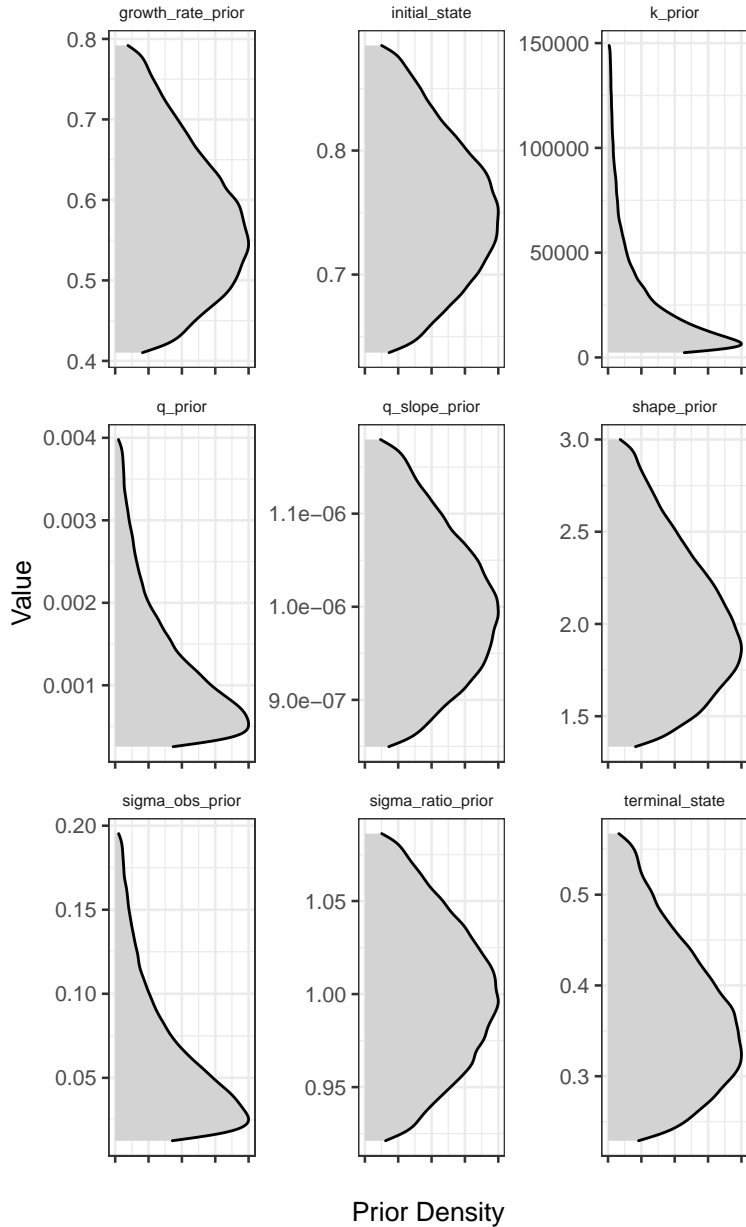 growth_rate_prior
initial_state
k_prior
0.8
0.7
0.6
0.5
0.4
0.8
0.7
150000
100000
50000
0
q_prior
q_slope_prior
shape_prior
0.004
0.003
0.002
0.001
1.1e−06
1.0e−06
9.0e−07
3.0
2.5
2.0
1.5
Value
sigma_obs_prior
sigma_ratio_prior
terminal_state
0.20
0.15
0.10
0.05
1.05
1.00
0.95
0.5
0.4
0.3
Prior Density